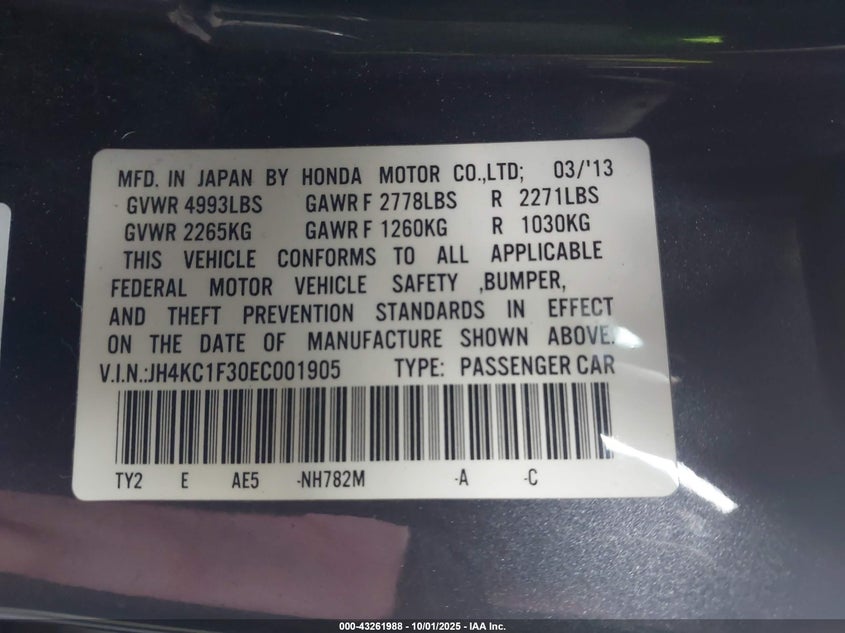 MFD. IN JAPAN BY HONDA MOTOR CO.,LTD; 03/'13
GVWR 4993LBS GAWR F 2778LBS R 2271LBS
GVWR 2265KG GAWR F 1260KG R 1030KG
THIS VEHICLE CONFORMS TO ALL APPLICABLE
FEDERAL MOTOR VEHICLE SAFETY ,BUMPER,
AND THEFT PREVENTION STANDARDS IN EFFECT
ON THE DATE OF MANUFACTURE SHOWN ABOVE.
V.I.N.:JH4KC1F30EC001905 TYPE: PASSENGER CAR
TY2 E AE5 -NH782M -A -C
000-43261988 - 10/01/2025 - IAA Inc.